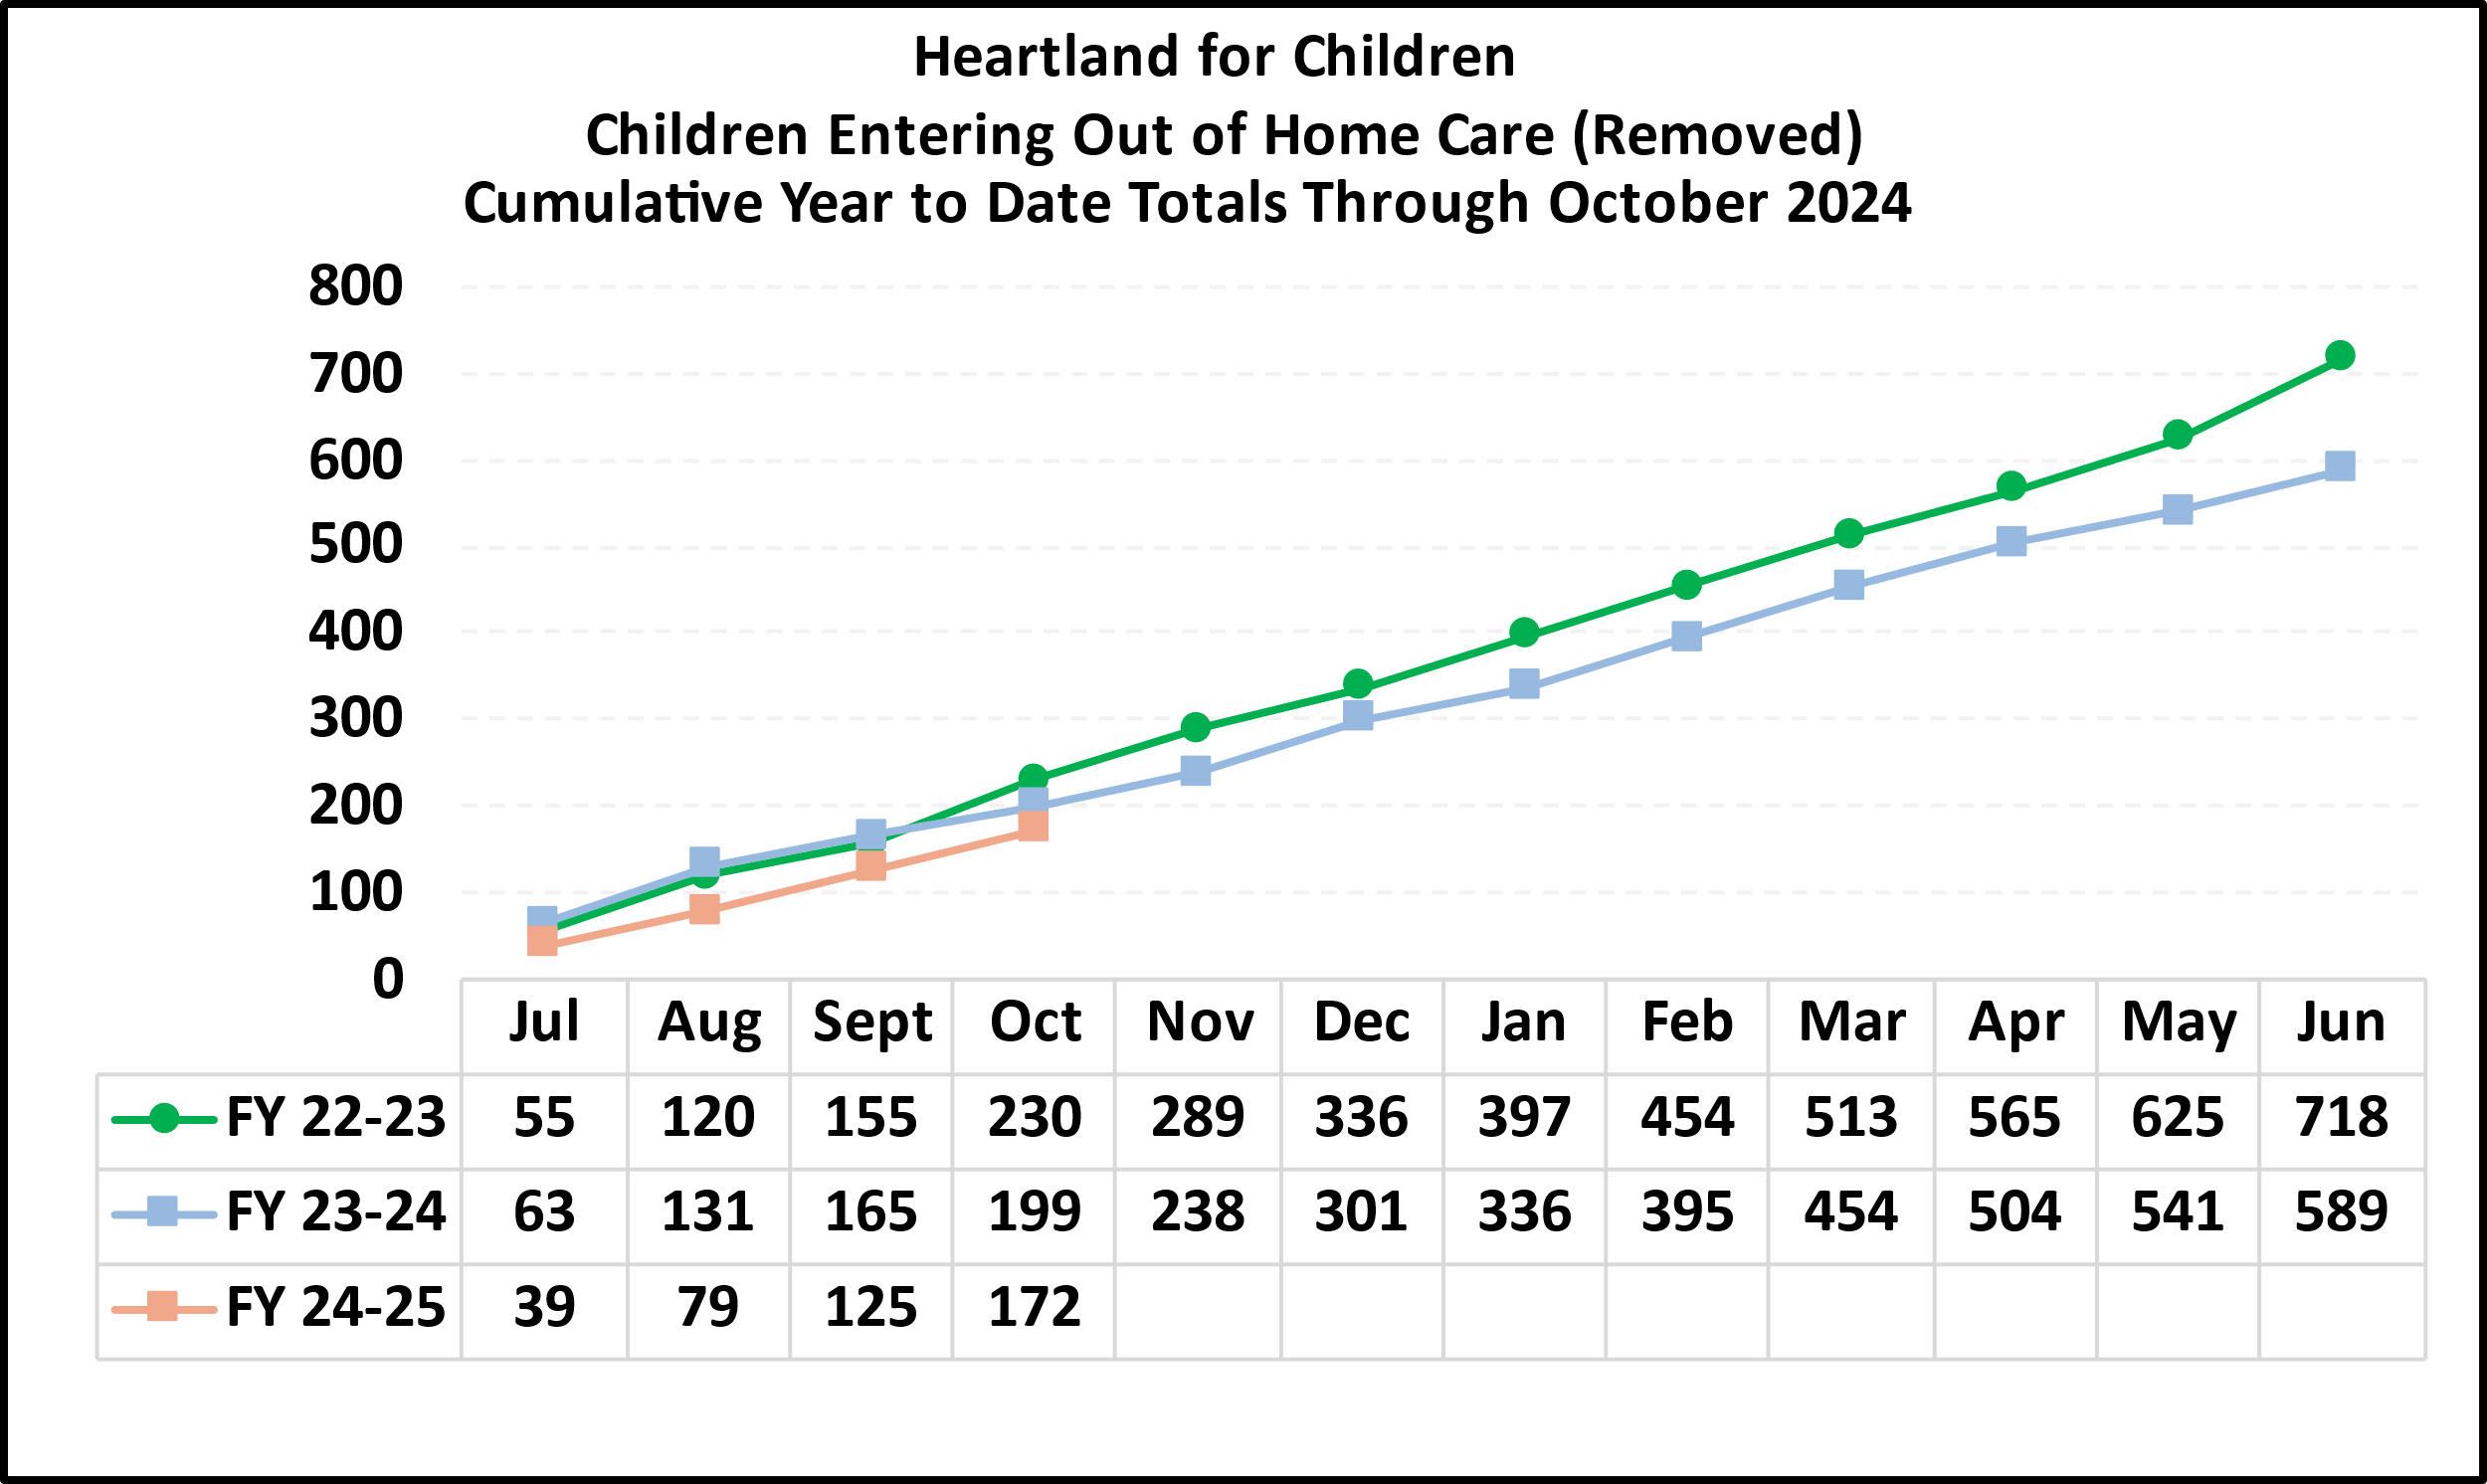 Heartland for Children
Children Entering Out of Home Care (Removed)
Cumulative Year to Date Totals Through October 2024
800
700
600
500
400
300
200
100
0
Jul Aug Sept Oct Nov Dec Jan Feb Mar Apr May Jun
FY 22-23 55 120 155 230 289 336 397 454 513 565 625 718
FY 23-24 63 131 165 199 238 301 336 395 454 504 541 589
FY 24-25 39 79 125 172